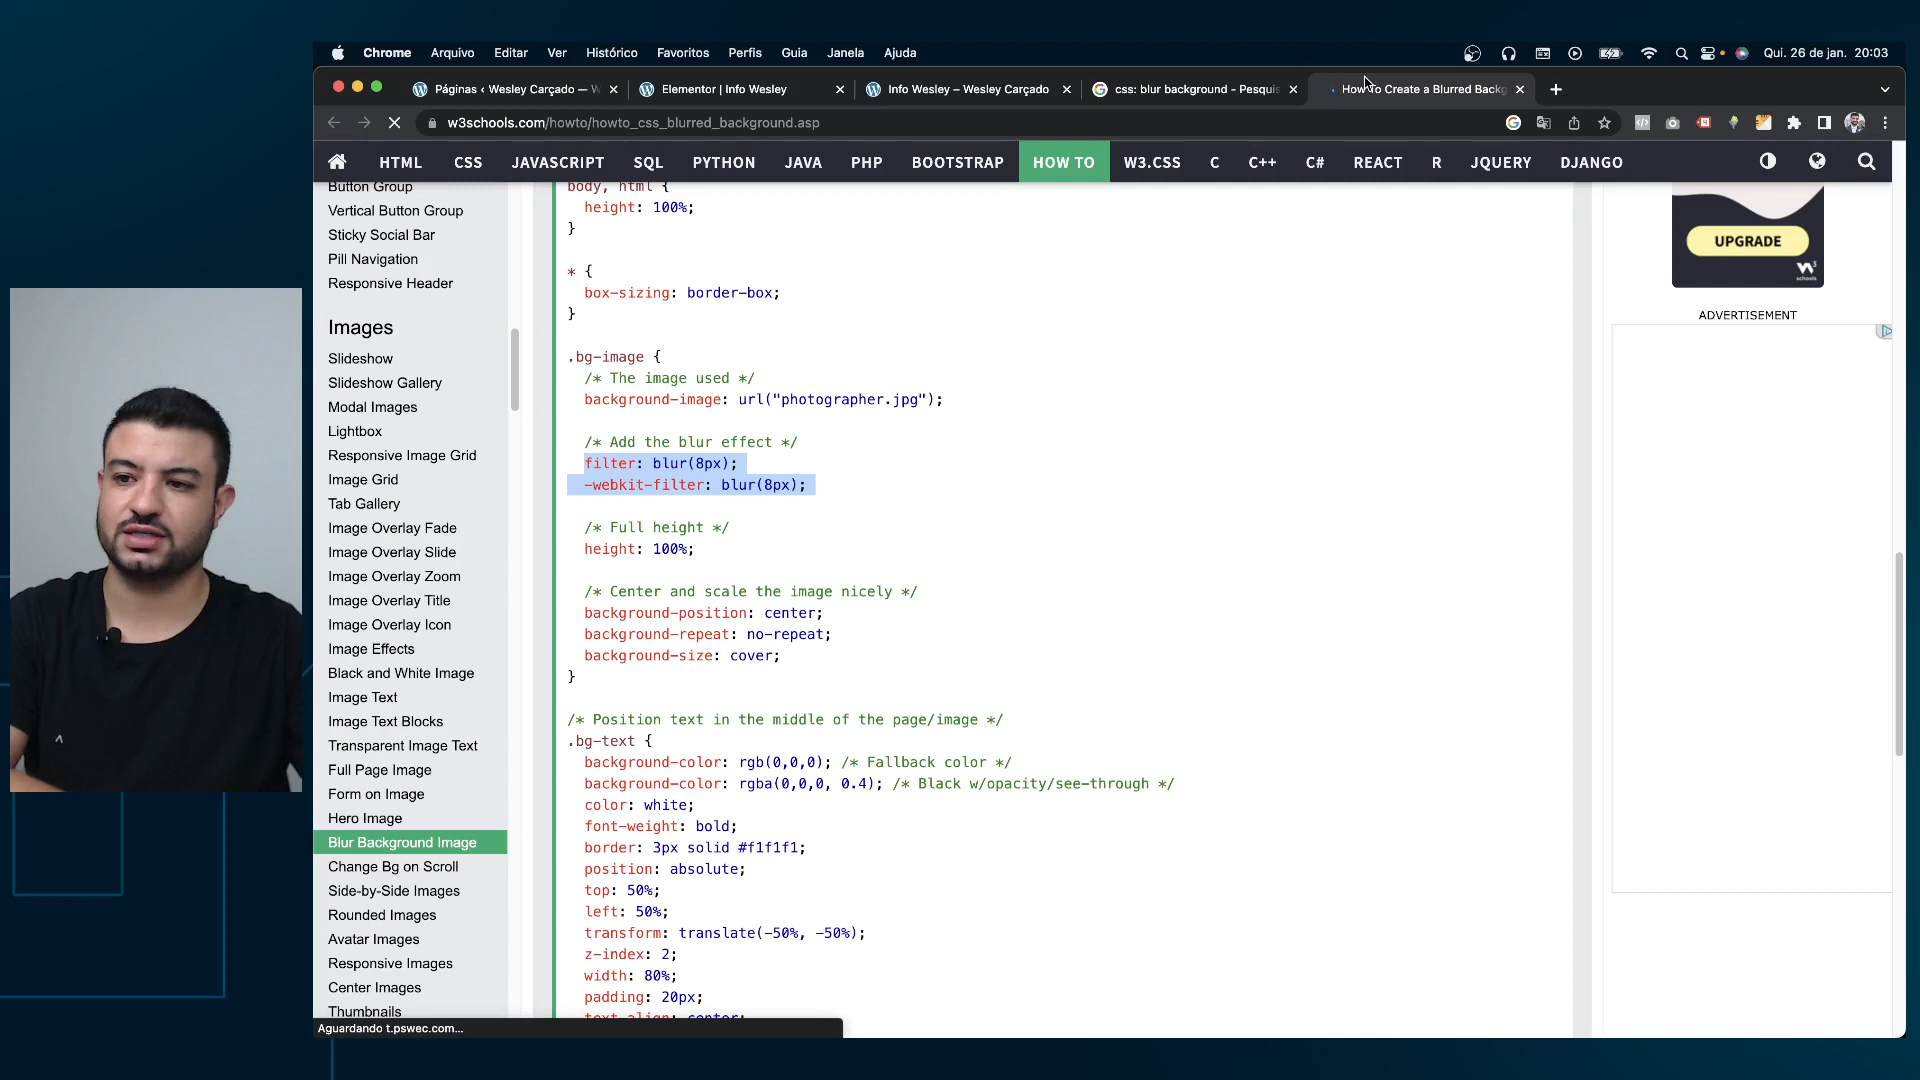 Chrome Arquivo Editar Ver Histórico Favoritos Perfis Guia Janela Ajuda Qui. 26 de jan. 20:03
Páginas ‹ Wesley Carçado — W Elementor | Info Wesley Info Wesley – Wesley Carçado css: blur background - Pesquis How To Create a Blurred Backg
w3schools.com/howto/howto_css_blurred_background.asp
HTML CSS JAVASCRIPT SQL PYTHON JAVA PHP BOOTSTRAP HOW TO W3.CSS C C++ C# REACT R JQUERY DJANGO
Button Group
Vertical Button Group
Sticky Social Bar
Pill Navigation
Responsive Header
Images
Slideshow
Slideshow Gallery
Modal Images
Lightbox
Responsive Image Grid
Image Grid
Tab Gallery
Image Overlay Fade
Image Overlay Slide
Image Overlay Zoom
Image Overlay Title
Image Overlay Icon
Image Effects
Black and White Image
Image Text
Image Text Blocks
Transparent Image Text
Full Page Image
Form on Image
Hero Image
Blur Background Image
Change Bg on Scroll
Side-by-Side Images
Rounded Images
Avatar Images
Responsive Images
Center Images
Thumbnails
Aguardando t.pswec.com...
body, html {
height: 100%;
}
* {
box-sizing: border-box;
}
.bg-image {
/* The image used */
background-image: url("photographer.jpg");
/* Add the blur effect */
filter: blur(8px);
-webkit-filter: blur(8px);
/* Full height */
height: 100%;
/* Center and scale the image nicely */
background-position: center;
background-repeat: no-repeat;
background-size: cover;
}
/* Position text in the middle of the page/image */
.bg-text {
background-color: rgb(0,0,0); /* Fallback color */
background-color: rgba(0,0,0, 0.4); /* Black w/opacity/see-through */
color: white;
font-weight: bold;
border: 3px solid #f1f1f1;
position: absolute;
top: 50%;
left: 50%;
transform: translate(-50%, -50%);
z-index: 2;
width: 80%;
padding: 20px;
text-align: center;
UPGRADE
w3 schools
ADVERTISEMENT